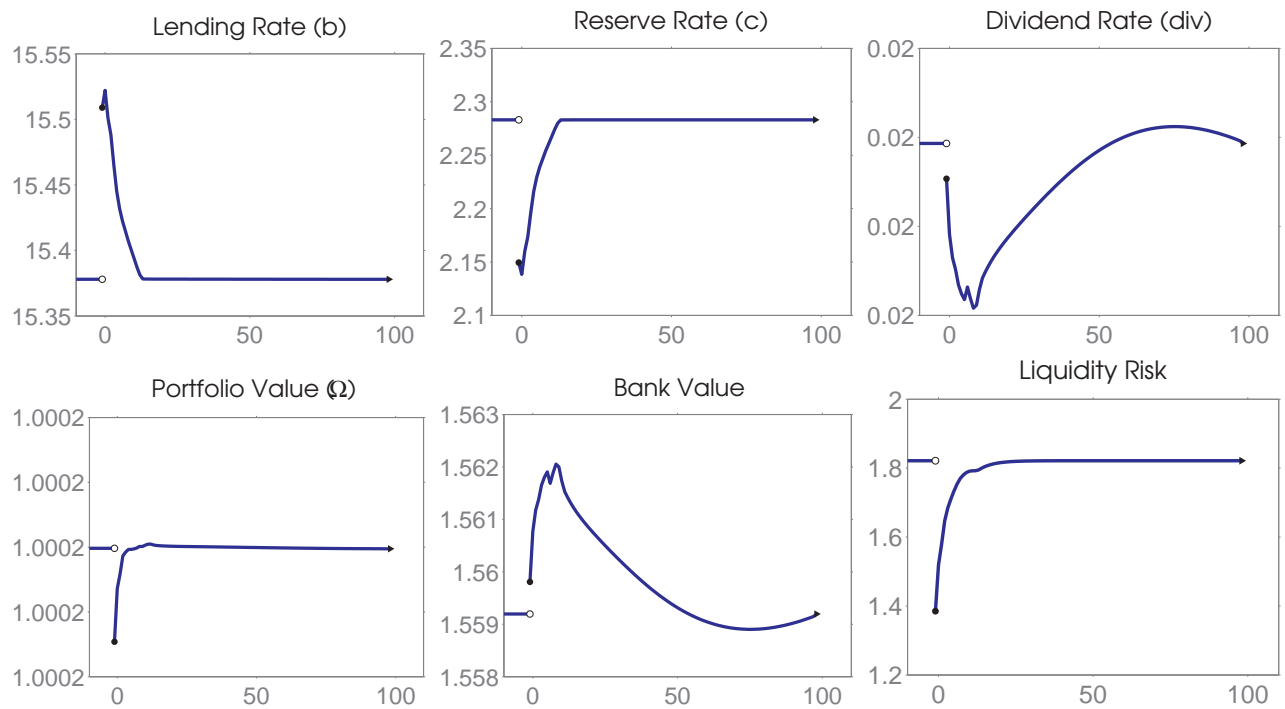 Lending Rate (b)
15.55
15.5
15.45
15.4
15.35
0 50 100
Reserve Rate (c)
2.35
2.3
2.25
2.2
2.15
2.1
0 50 100
Dividend Rate (div)
0.02
0.02
0.02
0.02
0 50 100
Portfolio Value (Ω)
1.0002
1.0002
1.0002
1.0002
1.0002
0 50 100
Bank Value
1.563
1.562
1.561
1.56
1.559
1.558
0 50 100
Liquidity Risk
2
1.8
1.6
1.4
1.2
0 50 100